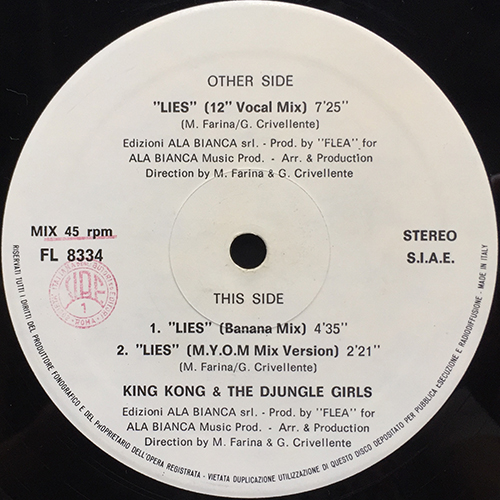 OTHER SIDE
"LIES" (12" Vocal Mix) 7'25"
(M. Farina/G. Crivellente)
Edizioni ALA BIANCA srl. - Prod. by "FLEA" for
ALA BIANCA Music Prod. - Arr. & Production
Direction by M. Farina & G. Crivellente
MIX 45 rpm
FL 8334
STEREO
S.I.A.E.
THIS SIDE
1. "LIES" (Banana Mix) 4'35"
2. "LIES" (M.Y.O.M Mix Version) 2'21"
(M. Farina/G. Crivellente)
KING KONG & THE DJUNGLE GIRLS
Edizioni ALA BIANCA srl. - Prod. by "FLEA" for
ALA BIANCA Music Prod. - Arr. & Production
Direction by M. Farina & G. Crivellente
RISERVATI TUTTI I DIRITTI DEL PRODUTTORE FONOGRAFICO E DEL PROPRIETARIO DELL'OPERA REGISTRATA - VIETATA DUPLICAZIONE UTILIZZAZIONE DI QUESTO DISCO DEPOSITATO PER PUBBLICA ESECUZIONE E RADIODIFFUSIONE - MADE IN ITALY